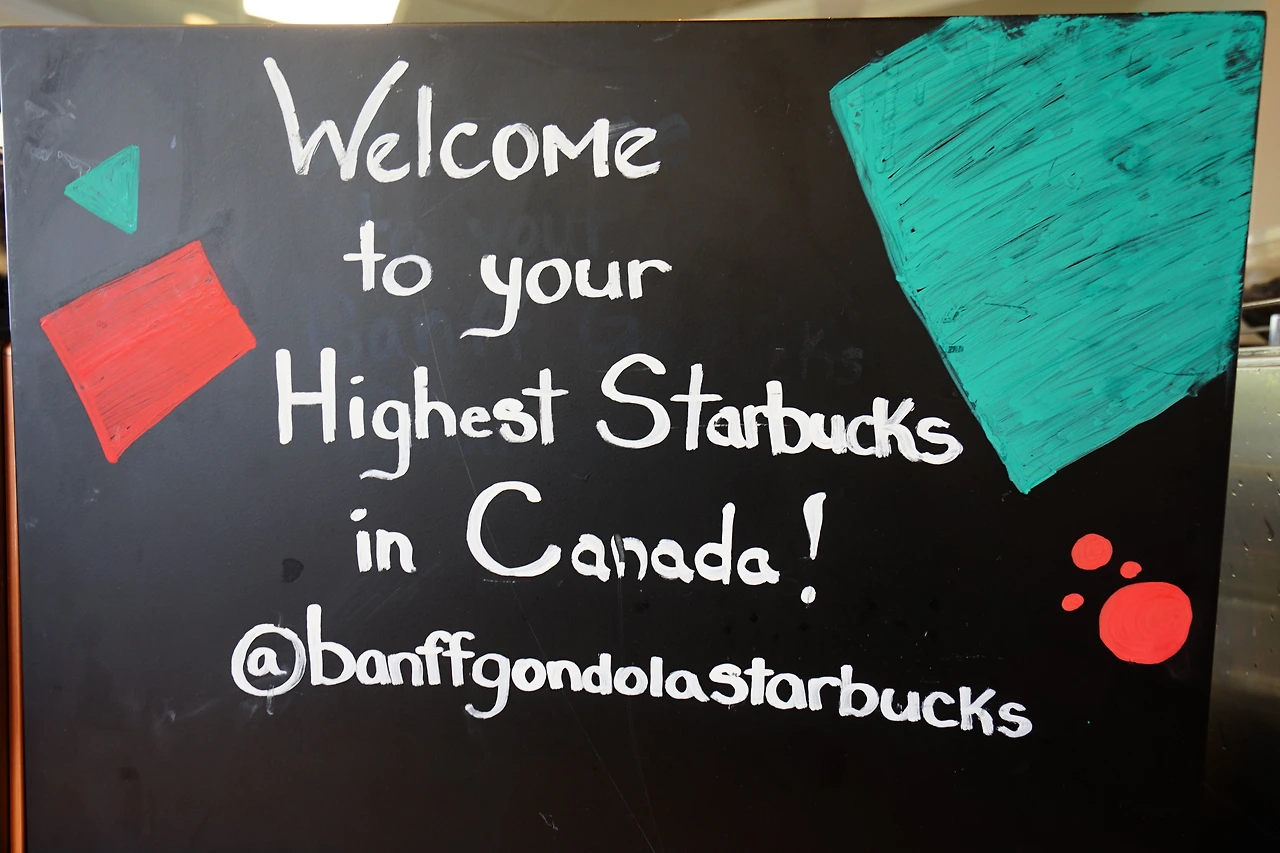 Welcome
to your
Highest Starbucks
in Canada!
@banffgondolastarbucks